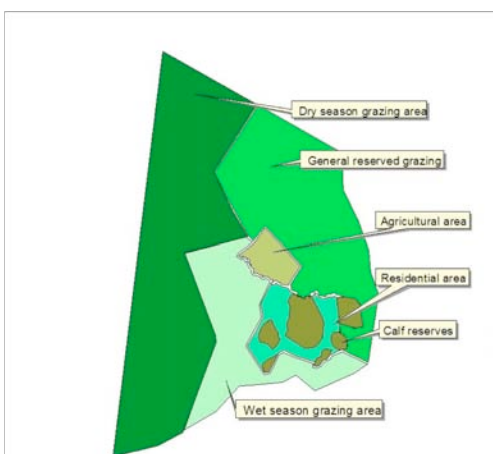 Dry season grazing area
General reserved grazing
Agricultural area
Residential area
Calf reserves
Wet season grazing area